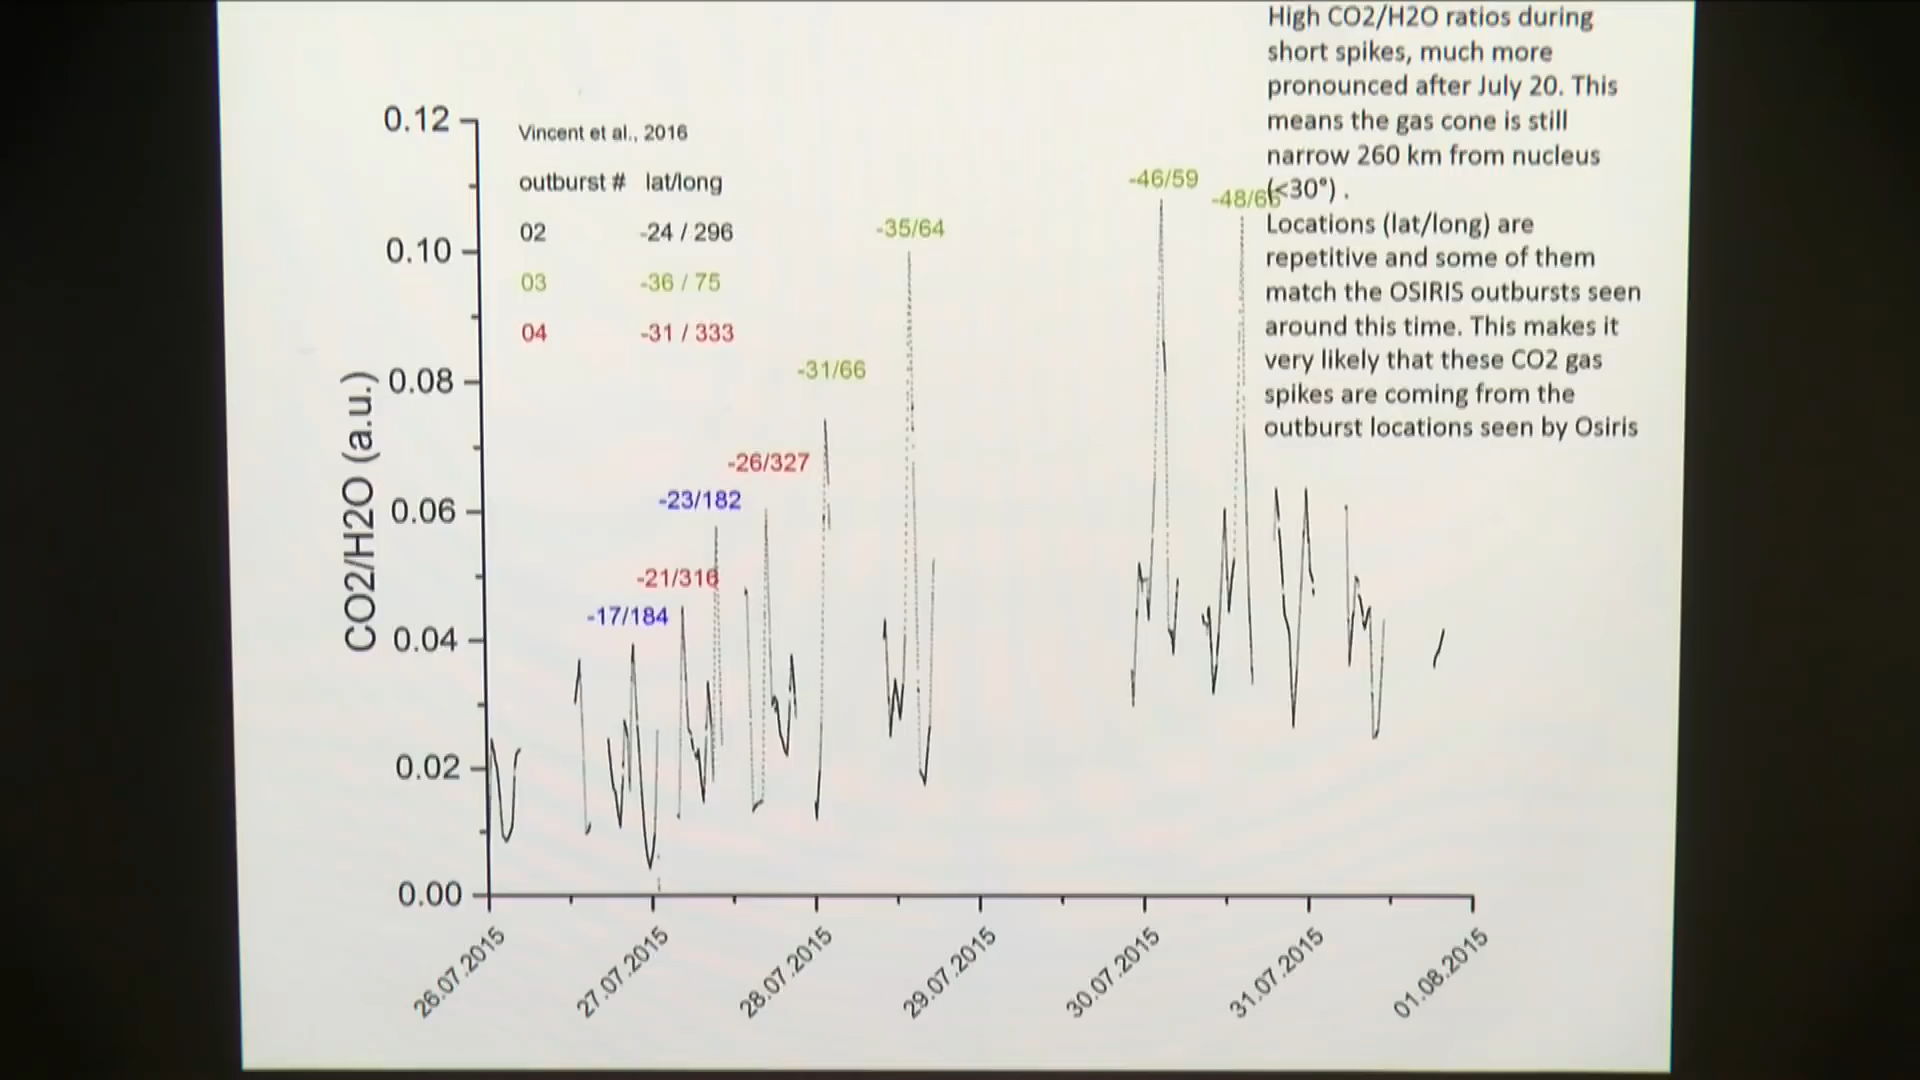 High CO2/H2O ratios during
short spikes, much more
pronounced after July 20. This
means the gas cone is still
narrow 260 km from nucleus
(<30°) .
Locations (lat/long) are
repetitive and some of them
match the OSIRIS outbursts seen
around this time. This makes it
very likely that these CO2 gas
spikes are coming from the
outburst locations seen by Osiris
Vincent et al., 2016
outburst # lat/long
02 -24 / 296
03 -36 / 75
04 -31 / 333
-46/59
-35/64
-31/66
-26/327
-23/182
-21/316
-17/184
CO2/H2O (a.u.)
0.12
0.10
0.08
0.06
0.04
0.02
0.00
26.07.2015
27.07.2015
28.07.2015
29.07.2015
30.07.2015
31.07.2015
01.08.2015